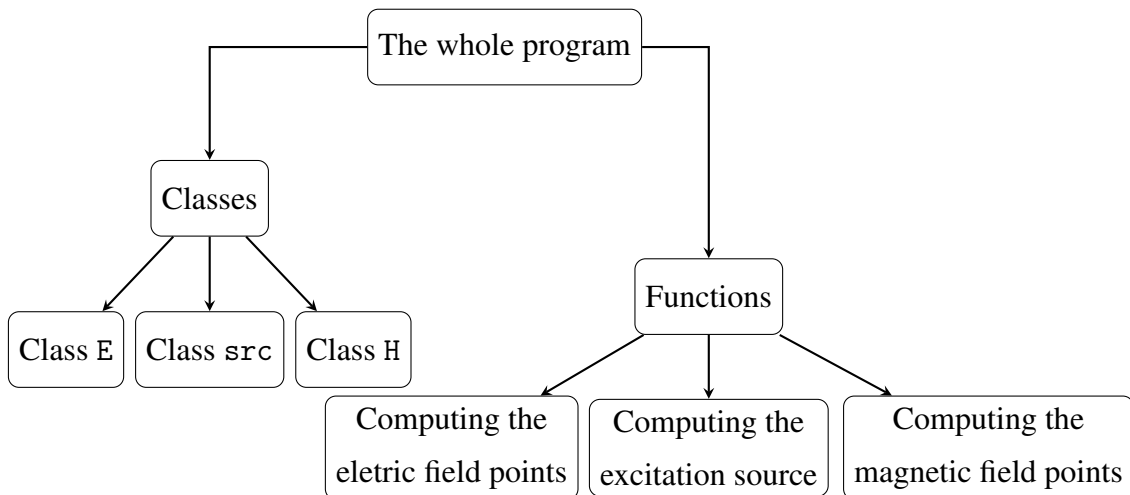 The whole program
Classes
Functions
Class E
Class src
Class H
Computing the
eletric field points
Computing the
excitation source
Computing the
magnetic field points